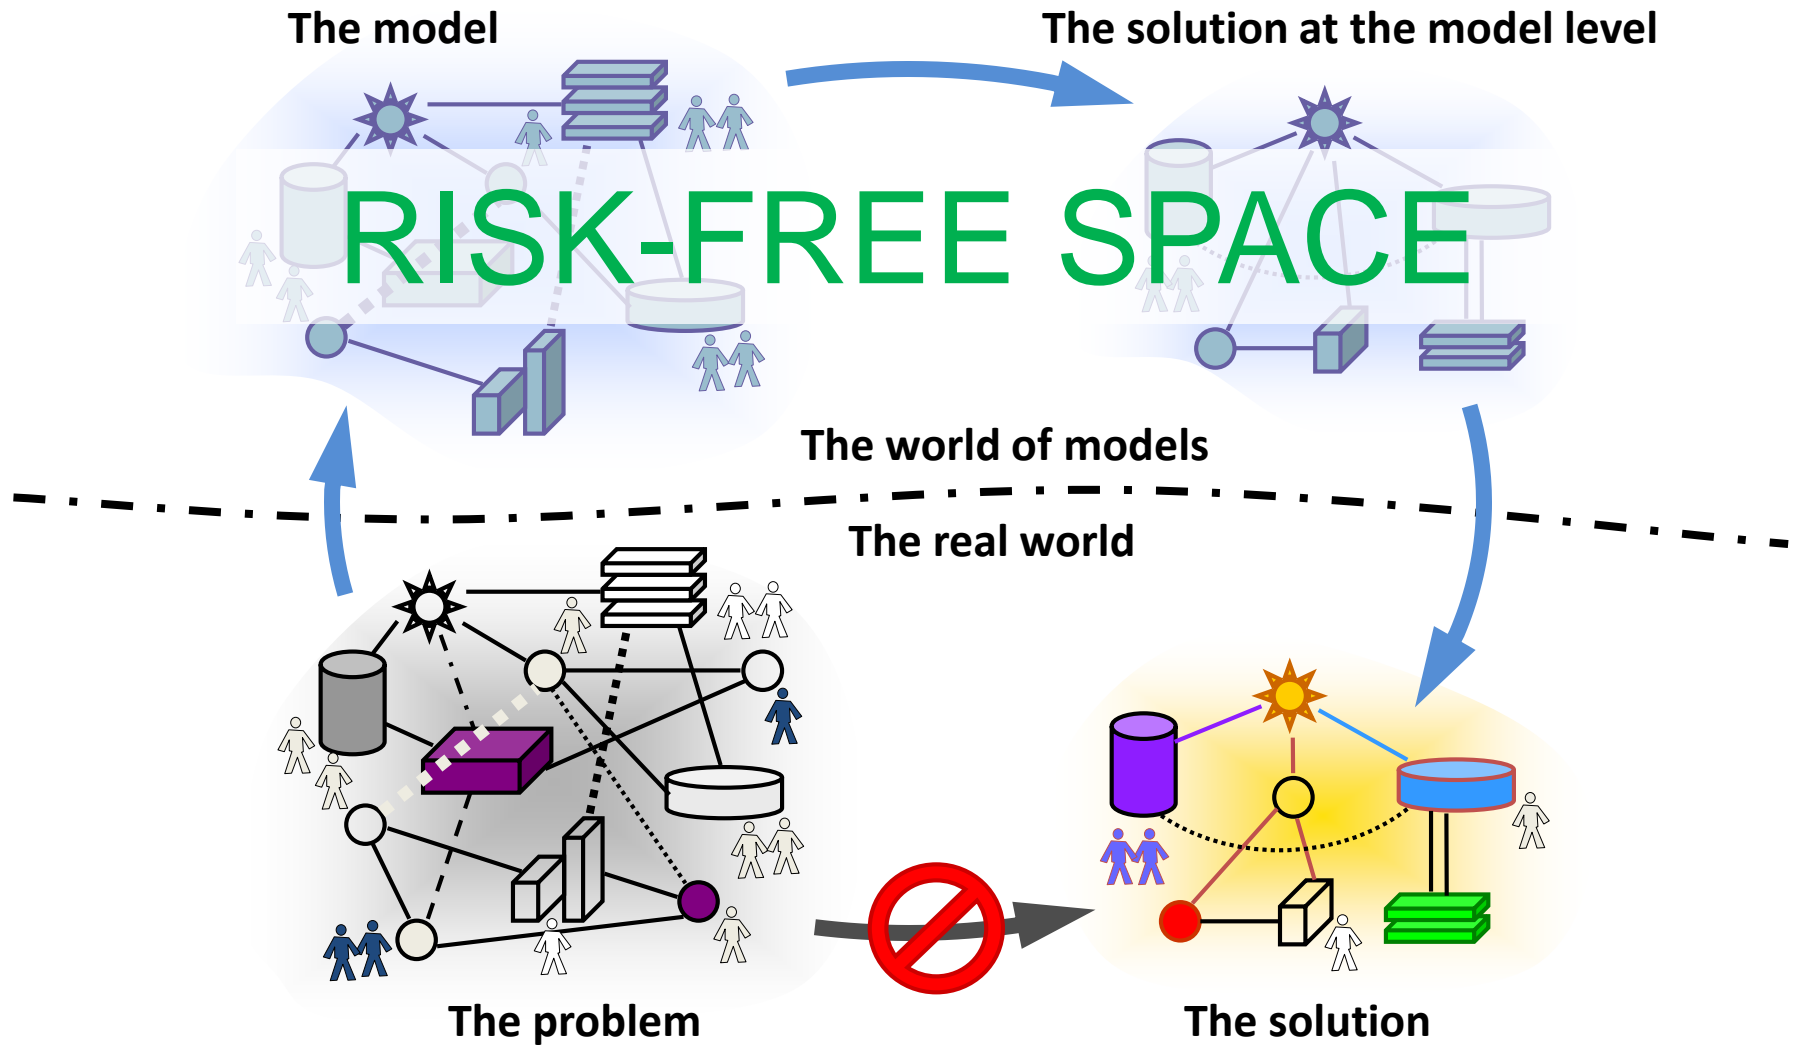 The model
The solution at the model level
RISK-FREE SPACE
The world of models
The real world
The problem
The solution